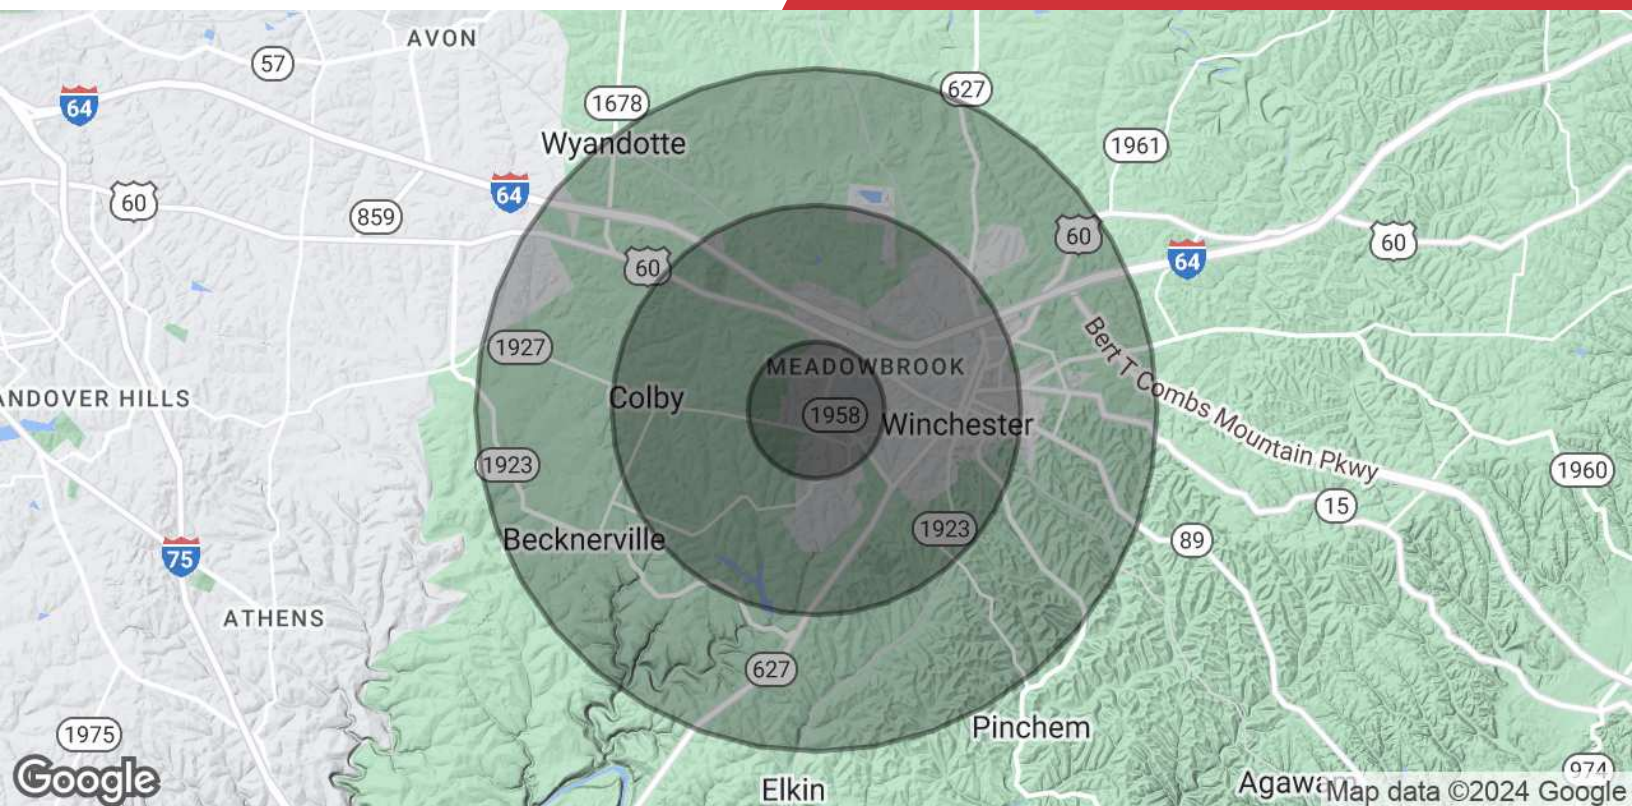 AVON
57
64
1678
627
Wyandotte
1961
64
60
859
60
60
64
60
1927
MEADOWBROOK
Bert T Combs Mountain Pkwy
ANDOVER HILLS
Colby
1958
Winchester
1923
1960
15
1923
Becknerville
89
75
ATHENS
627
1975
Pinchem
Google
Elkin
974
Agawam
Map data ©2024 Google